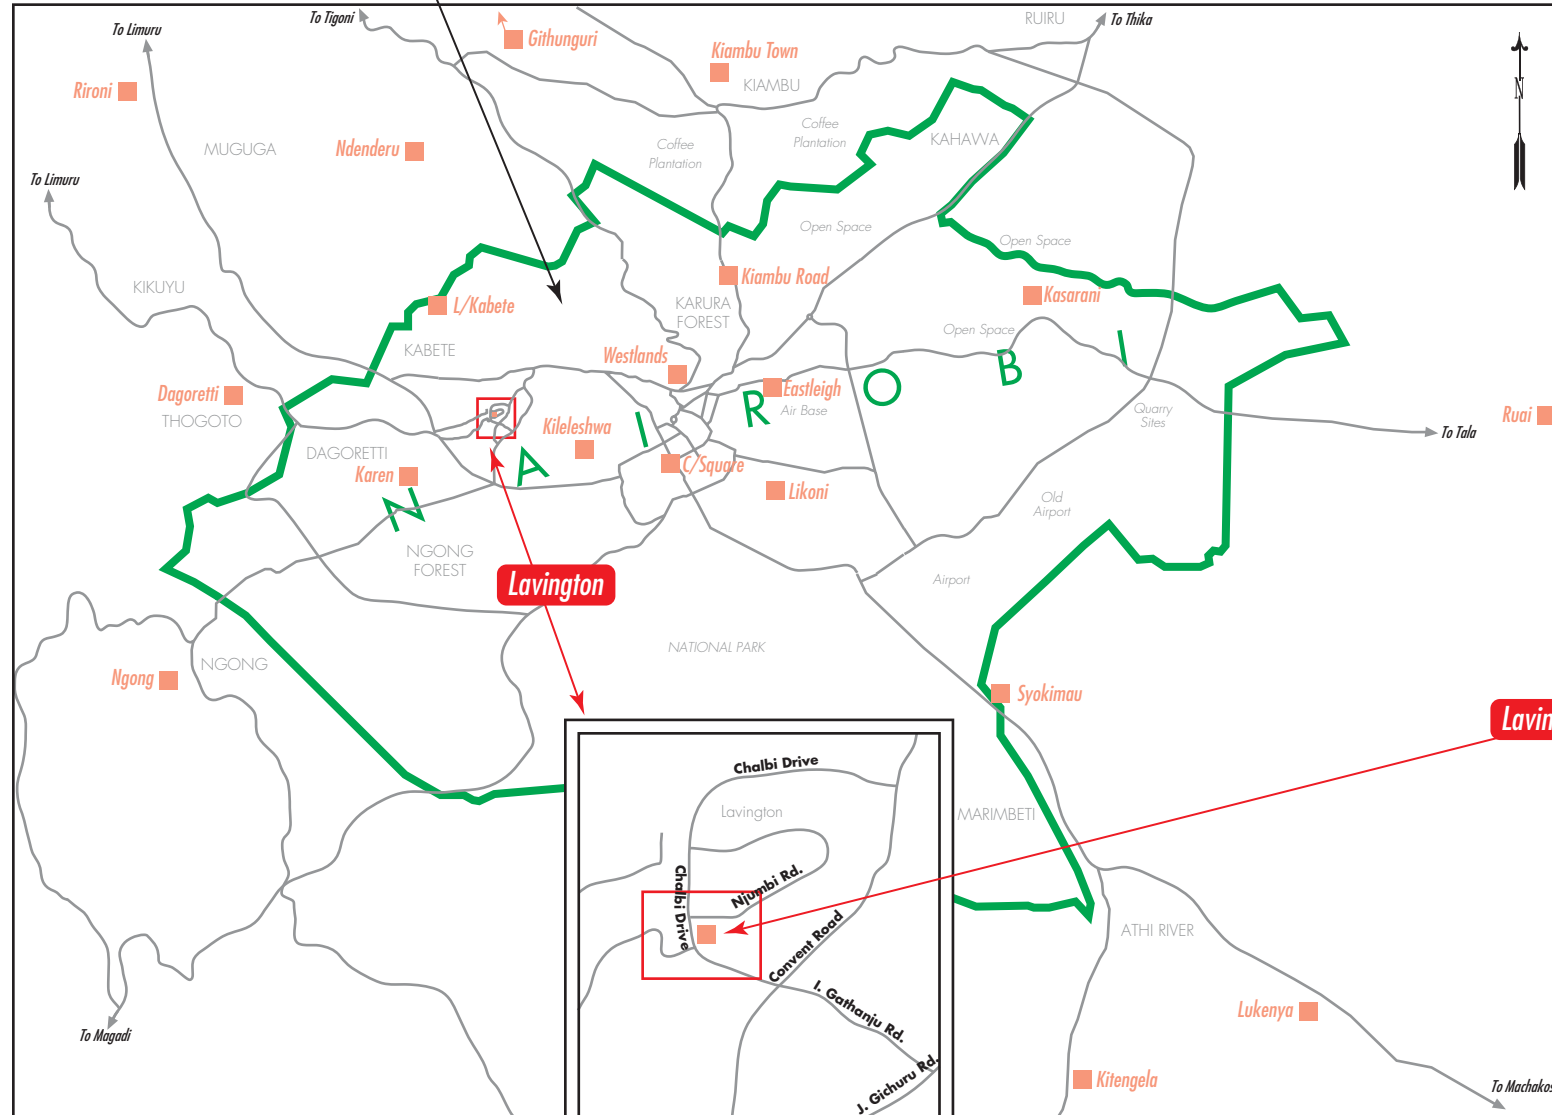 To Tigoni
RUIRU
To Thika
To Limuru
Githunguri
Kiambu Town
N
Rironi
KIAMBU
Coffee
Plantation
KAHAWA
MUGUGA
Ndenderu
Coffee
Plantation
To Limuru
Open Space
Open Space
KIKUYU
Kiambu Road
Kasarani
L/Kabete
KARURA
FOREST
Open Space
KABETE
Westlands
Dagoretti
THOGOTO
Eastleigh
Air Base
Quarry
Sites
Ruai
To Tala
Kileleshwa
DAGORETTI
Karen
C/Square
Likoni
N A I R O B I
Old
Airport
NGONG
FOREST
Lavington
Airport
NATIONAL PARK
NGONG
Ngong
Syokimau
Lavin
Chalbi Drive
Lavington
MARIMBETI
Chalbi Drive
Njumbi Rd.
Convent Road
ATHI RIVER
I. Gathanju Rd.
Lukenya
To Magadi
J. Gichuru Rd.
Kitengela
To Machakos